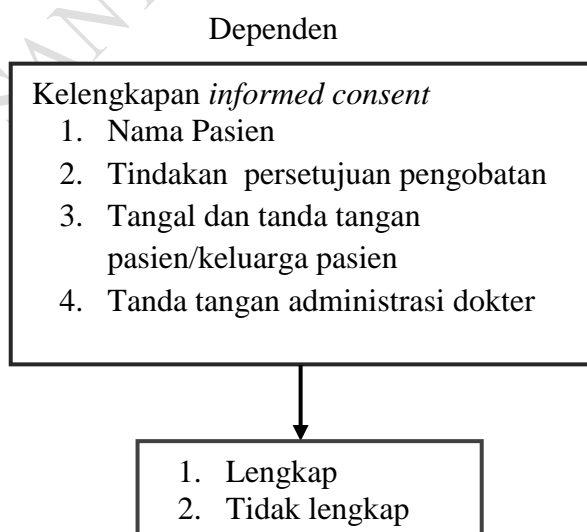 Dependen
Kelengkapan informed consent
1. Nama Pasien
2. Tindakan persetujuan pengobatan
3. Tangal dan tanda tangan
pasien/keluarga pasien
4. Tanda tangan administrasi dokter
1. Lengkap
2. Tidak lengkap